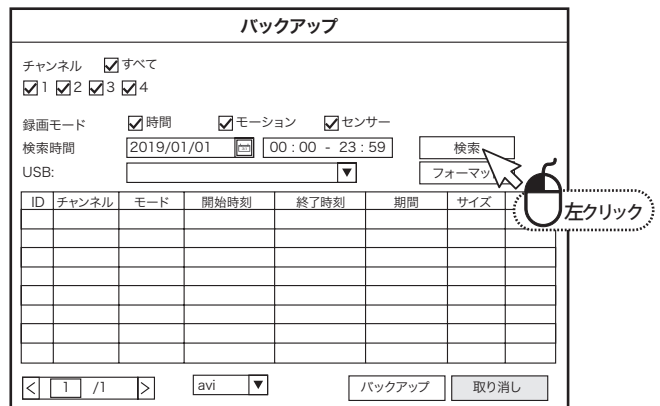 バックアップ
チャンネル すべて
1 2 3 4
録画モード 時間 モーション センサー
検索時間 2019/01/01 00 : 00 - 23 : 59 検索
USB: フォーマッ
ID チャンネル モード 開始時刻 終了時刻 期間 サイズ
左クリック
< 1 /1 > avi バックアップ 取り消し